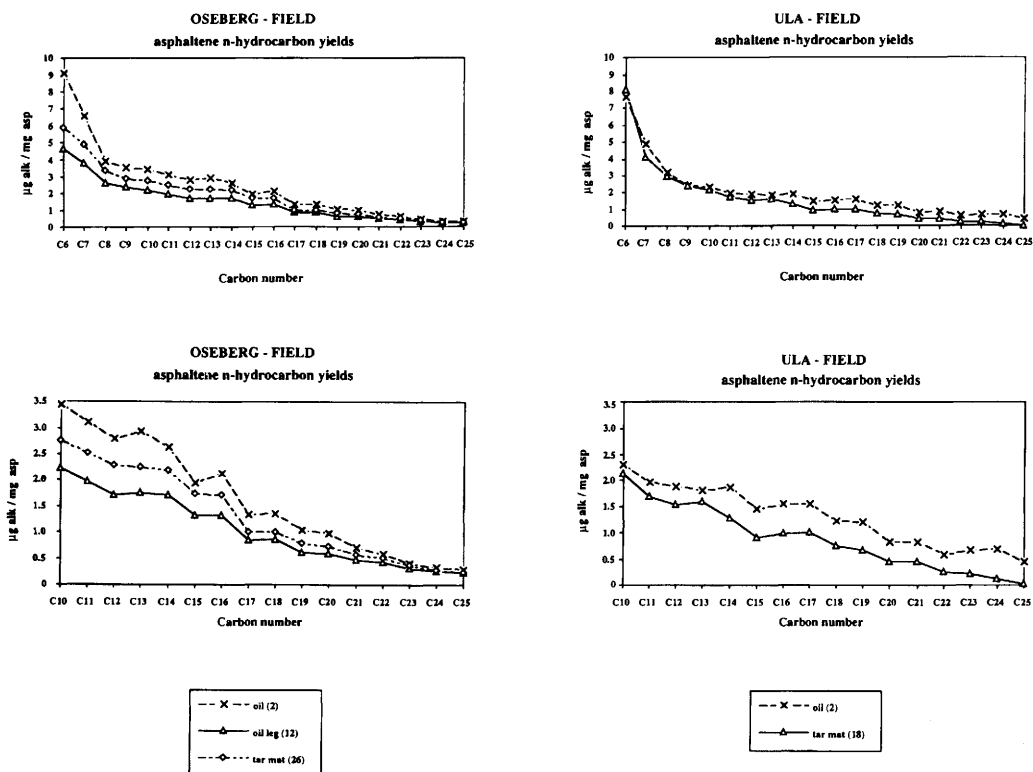 OSEBERG - FIELD
asphaltene n-hydrocarbon yields
10
9
8
7
6
5
4
3
2
1
0
µg alk / mg asp
C6 C7 C8 C9 C10 C11 C12 C13 C14 C15 C16 C17 C18 C19 C20 C21 C22 C23 C24 C25
Carbon number
ULA - FIELD
asphaltene n-hydrocarbon yields
10
9
8
7
6
5
4
3
2
1
0
µg alk / mg asp
C6 C7 C8 C9 C10 C11 C12 C13 C14 C15 C16 C17 C18 C19 C20 C21 C22 C23 C24 C25
Carbon number
OSEBERG - FIELD
asphaltene n-hydrocarbon yields
3.5
3.0
2.5
2.0
1.0
1.0
0.5
0
µg alk / mg asp
C10 C11 C12 C13 C14 C15 C16 C17 C18 C19 C20 C21 C22 C23 C24 C25
Carbon number
ULA - FIELD
asphaltene n-hydrocarbon yields
3.5
3.0
2.5
2.0
1.5
1.0
0.5
0
µg alk / mg asp
C10 C11 C12 C13 C14 C15 C16 C17 C18 C19 C20 C21 C22 C23 C24 C25
Carbon number
oil (2)
oil leg (12)
tar mat (26)
oil (2)
tar mat (18)